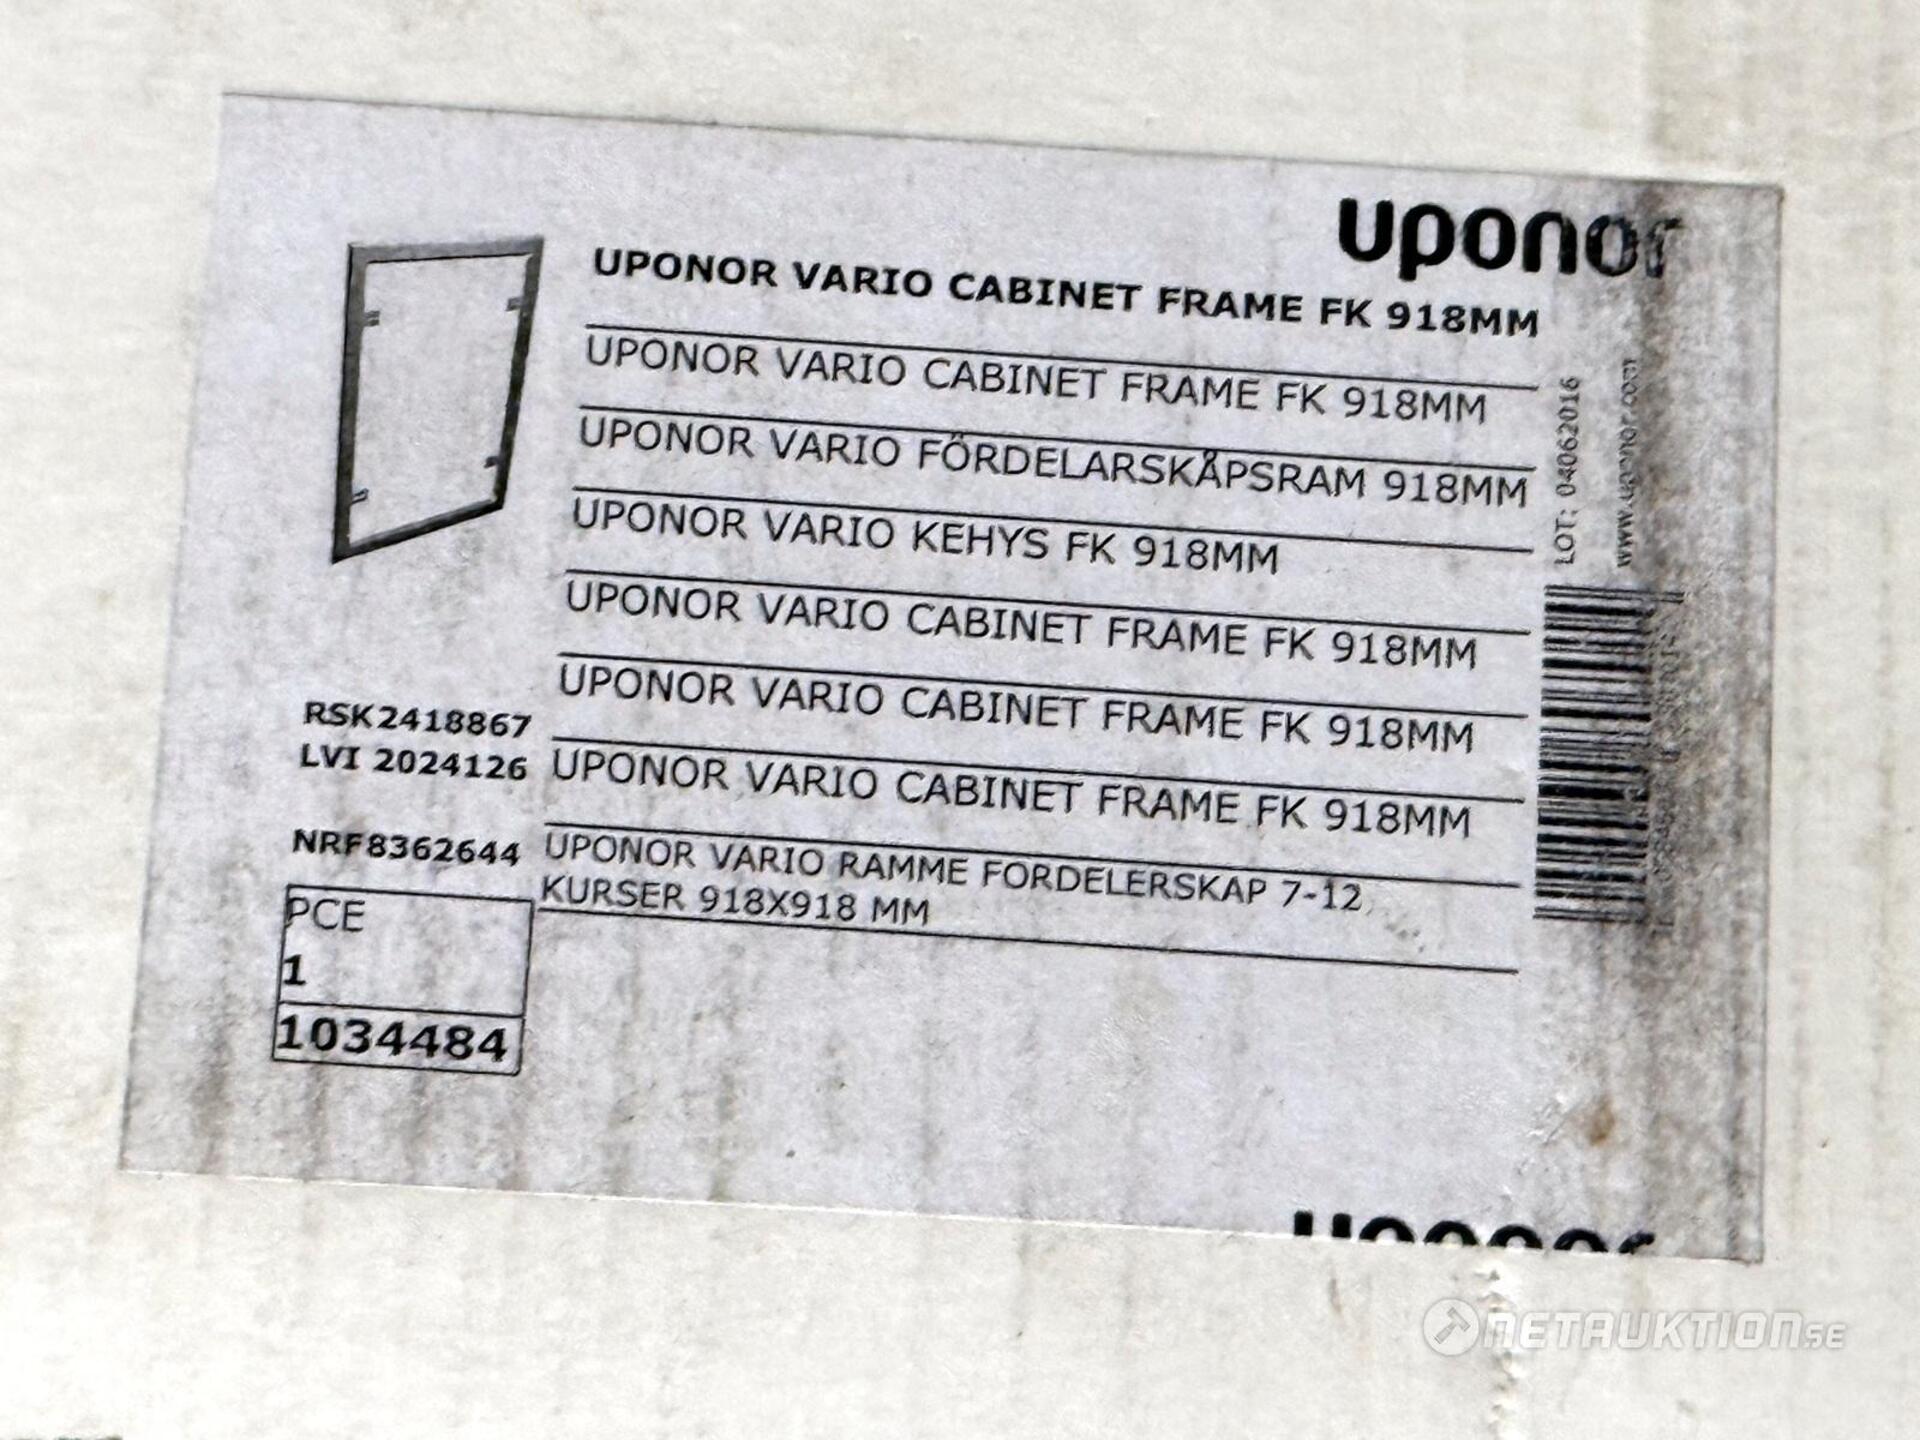 uponor
UPONOR VARIO CABINET FRAME FK 918MM
UPONOR VARIO CABINET FRAME FK 918MM
UPONOR VARIO FÖRDELARSKÅPSRAM 918MM
UPONOR VARIO KEHYS FK 918MM
UPONOR VARIO CABINET FRAME FK 918MM
UPONOR VARIO CABINET FRAME FK 918MM
UPONOR VARIO CABINET FRAME FK 918MM
UPONOR VARIO RAMME FORDELERSKAP 7-12
KURSER 918X918 MM
RSK2418867
LVI 2024126
NRF8362644
PCE
1
1034484
LOT: 04062016
www.uponor.com
uponor
NETAUKTION.SE